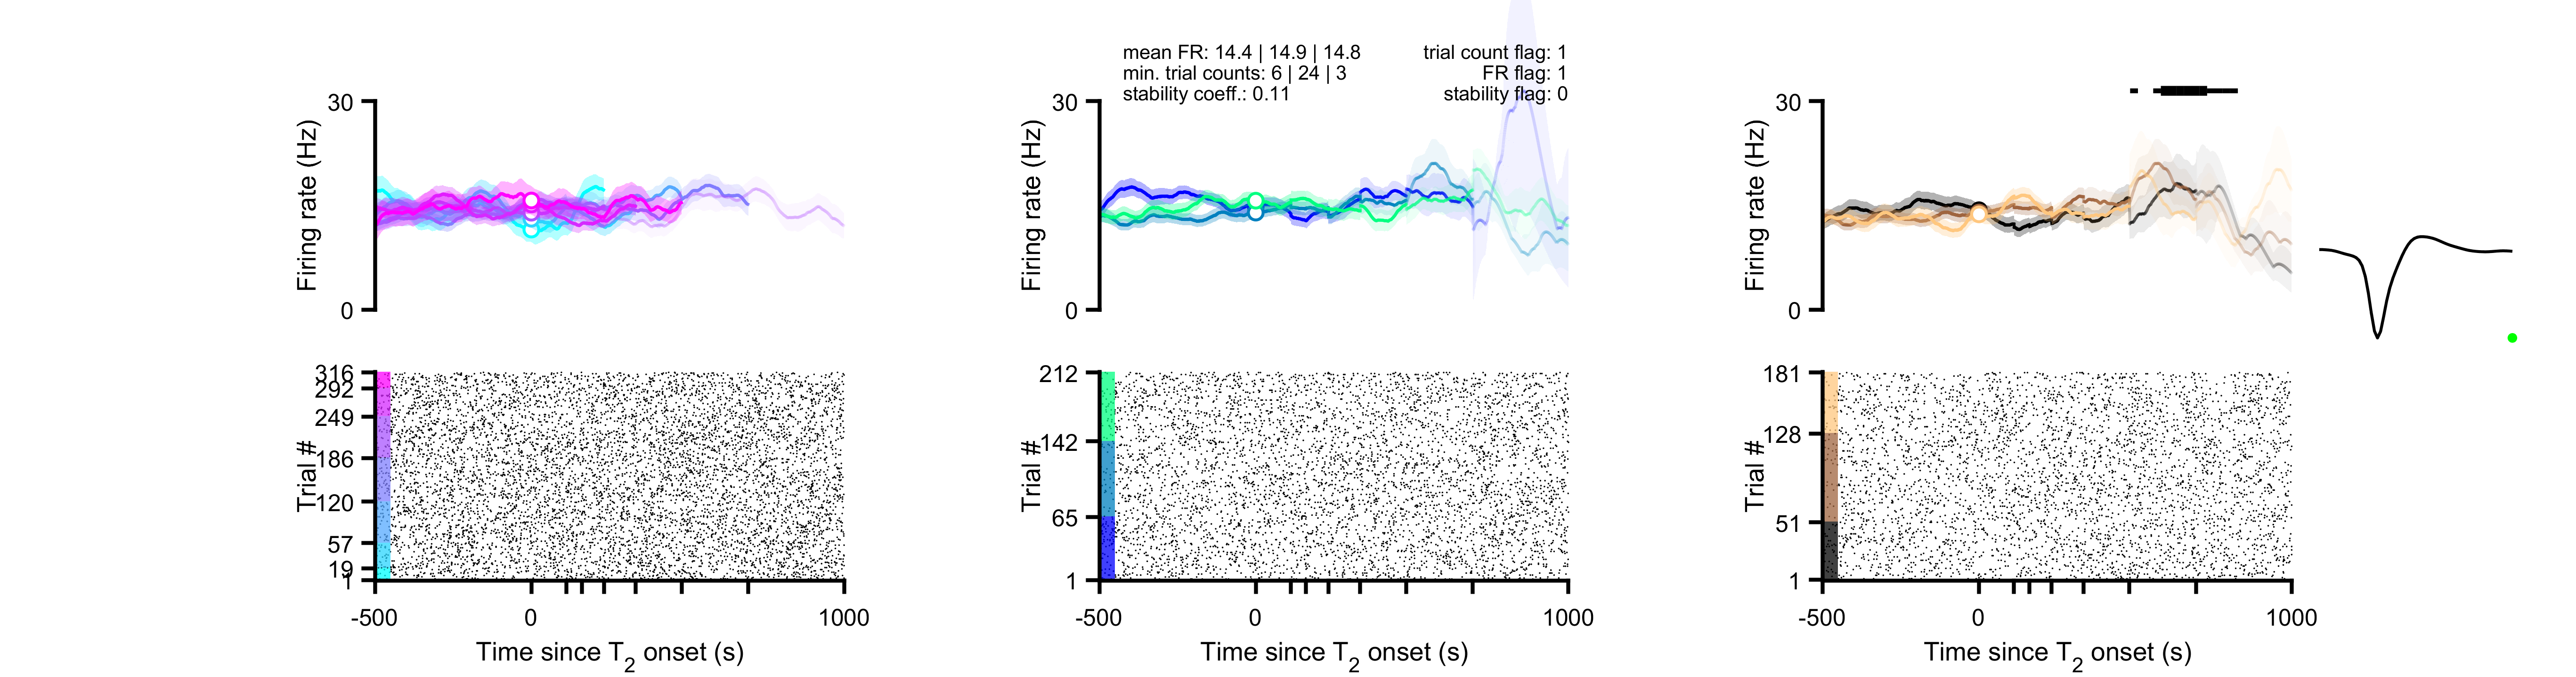 mean FR: 14.4 | 14.9 | 14.8
min. trial counts: 6 | 24 | 3
stability coeff.: 0.11
trial count flag: 1
FR flag: 1
stability flag: 0
30
Firing rate (Hz)
0
30
Firing rate (Hz)
0
30
Firing rate (Hz)
0
316
292
249
186
120
57
19
1
Trial #
-500
0
1000
Time since T2 onset (s)
212
142
65
1
Trial #
-500
0
1000
Time since T2 onset (s)
181
128
51
1
Trial #
-500
0
1000
Time since T2 onset (s)